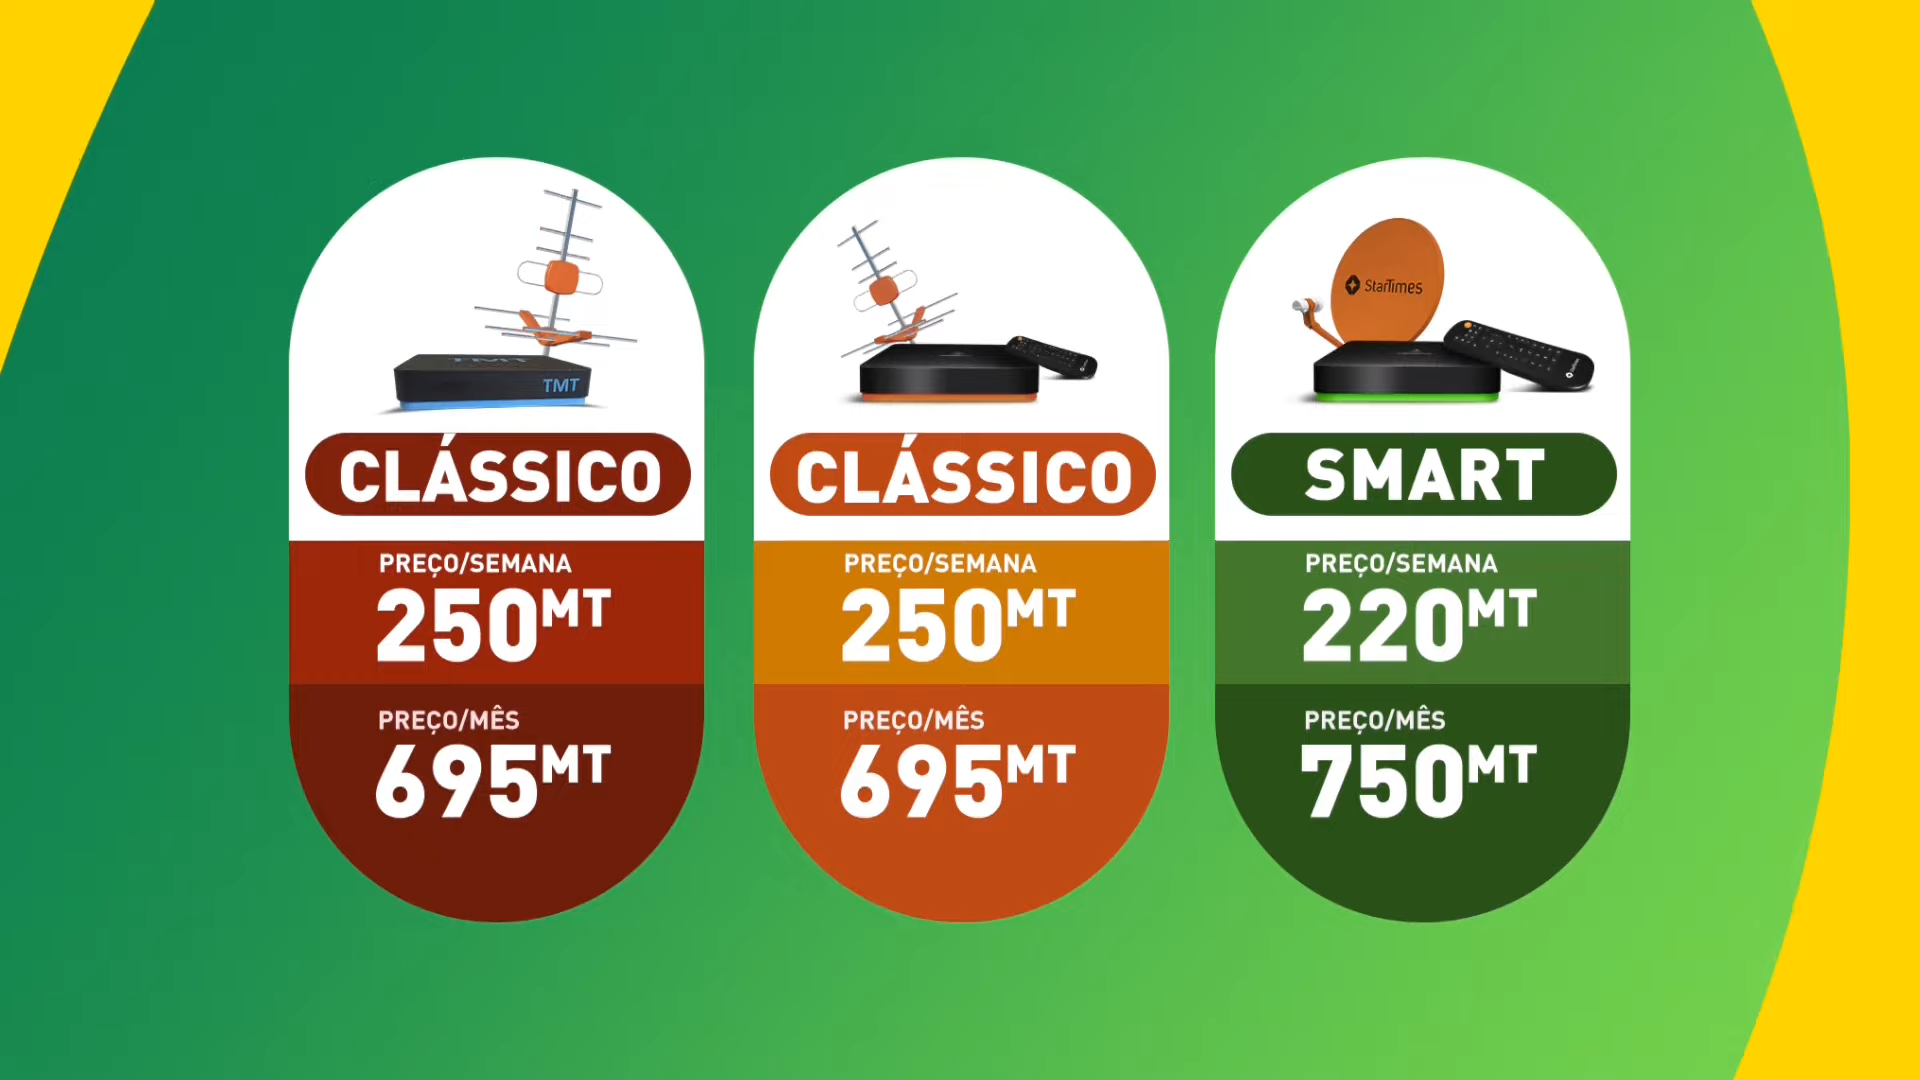 TMT
TMT
CLÁSSICO
PREÇO/SEMANA
250MT
PREÇO/MÊS
695MT
CLÁSSICO
PREÇO/SEMANA
250MT
PREÇO/MÊS
695MT
StarTimes
SMART
PREÇO/SEMANA
220MT
PREÇO/MÊS
750MT